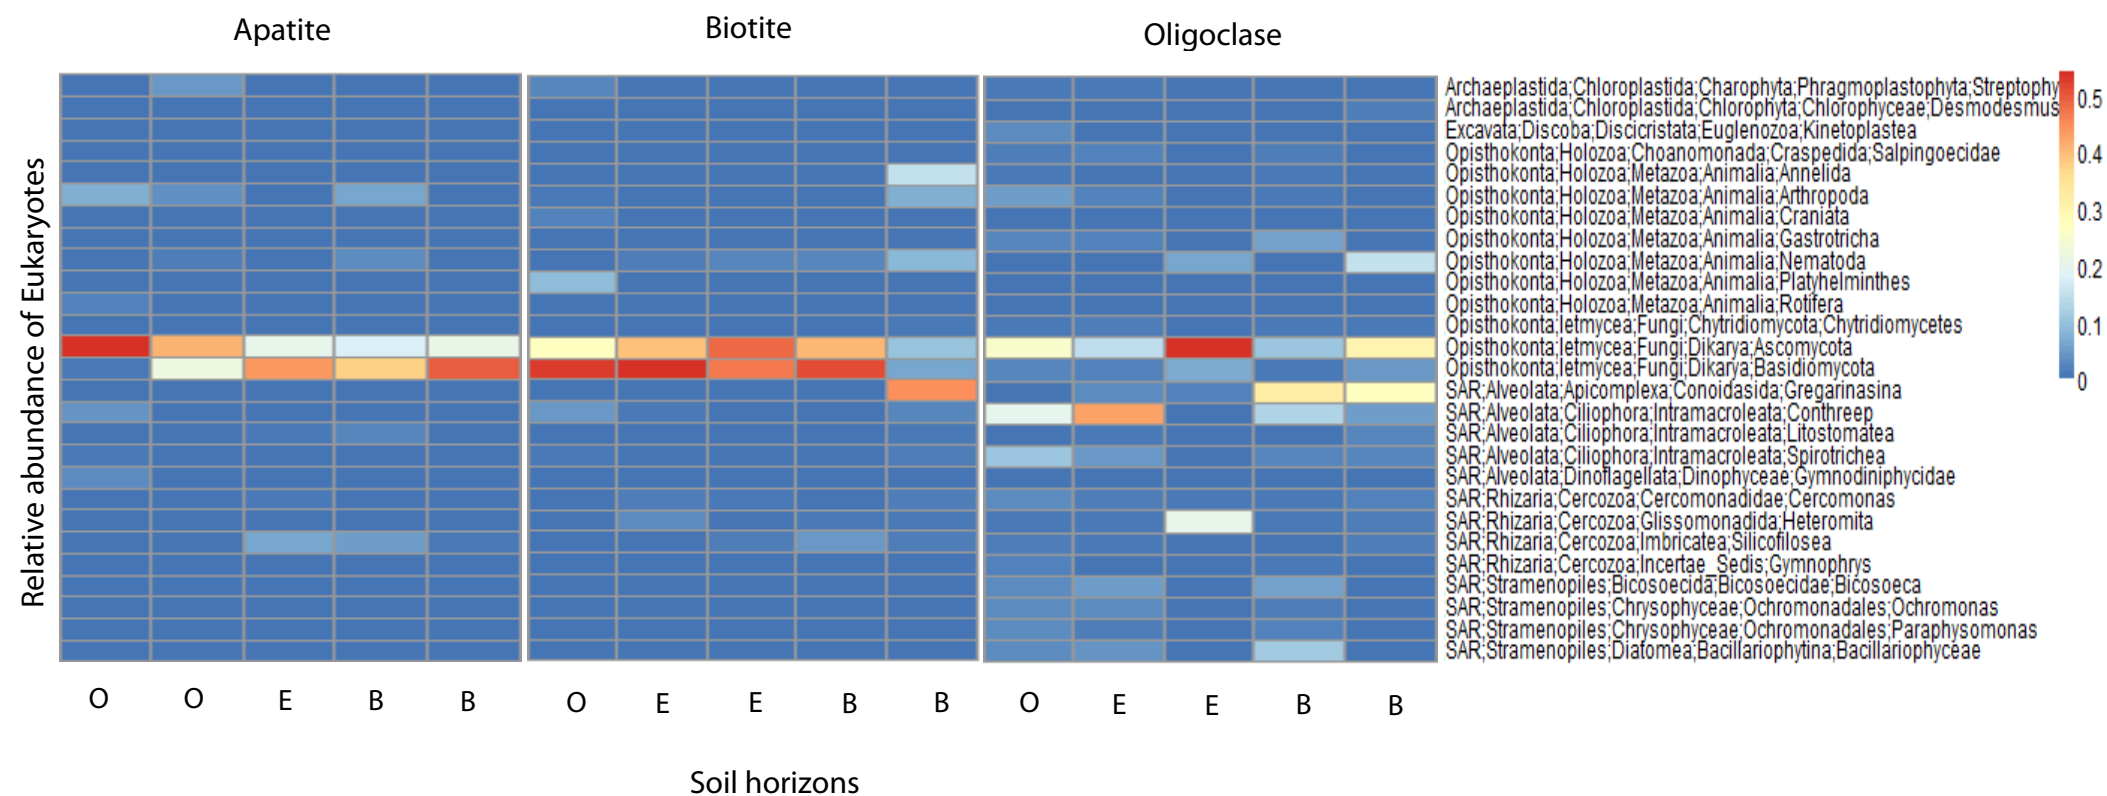 Apatite
Biotite
Oligoclase
Relative abundance of Eukaryotes
Archaeplastida;Chloroplastida;Charophyta;Phragmoplastophyta;Streptophy
Archaeplastida;Chloroplastida;Chlorophyta;Chlorophyceae;Desmodesmus
Excavata;Discoba;Discicristata;Euglenozoa;Kinetoplastea
Opisthokonta;Holozoa;Choanomonada;Craspedida;Salpingoecidae
Opisthokonta;Holozoa;Metazoa;Animalia;Annelida
Opisthokonta;Holozoa;Metazoa;Animalia;Arthropoda
Opisthokonta;Holozoa;Metazoa;Animalia;Craniata
Opisthokonta;Holozoa;Metazoa;Animalia;Gastrotricha
Opisthokonta;Holozoa;Metazoa;Animalia;Nematoda
Opisthokonta;Holozoa;Metazoa;Animalia;Platyhelminthes
Opisthokonta;Holozoa;Metazoa;Animalia;Rotifera
Opisthokonta;letmycea;Fungi;Chytridiomycota;Chytridiomycetes
Opisthokonta;letmycea;Fungi;Dikarya;Ascomycota
Opisthokonta;letmycea;Fungi;Dikarya;Basidiomycota
SAR;Alveolata;Apicomplexa;Conoidasida;Gregarinasina
SAR;Alveolata;Ciliophora;Intramacroleata;Conthreep
SAR;Alveolata;Ciliophora;Intramacroleata;Litostomatea
SAR;Alveolata;Ciliophora;Intramacroleata;Spirotrichea
SAR;Alveolata;Dinoflagellata;Dinophyceae;Gymnodiniphycidae
SAR;Rhizaria;Cercozoa;Cercomonadidae;Cercomonas
SAR;Rhizaria;Cercozoa;Glissomonadida;Heteromita
SAR;Rhizaria;Cercozoa;Imbricatea;Silicofilosea
SAR;Rhizaria;Cercozoa;Incertae_Sedis;Gymnophrys
SAR;Stramenopiles;Bicosoecida;Bicosoecidae;Bicosoeca
SAR;Stramenopiles;Chrysophyceae;Ochromonadales;Ochromonas
SAR;Stramenopiles;Chrysophyceae;Ochromonadales;Paraphysomonas
SAR;Stramenopiles;Diatomea;Bacillariophytina;Bacillariophyceae
0.5
0.4
0.3
0.2
0.1
0
O O E B B O E E B B O E E B B
Soil horizons